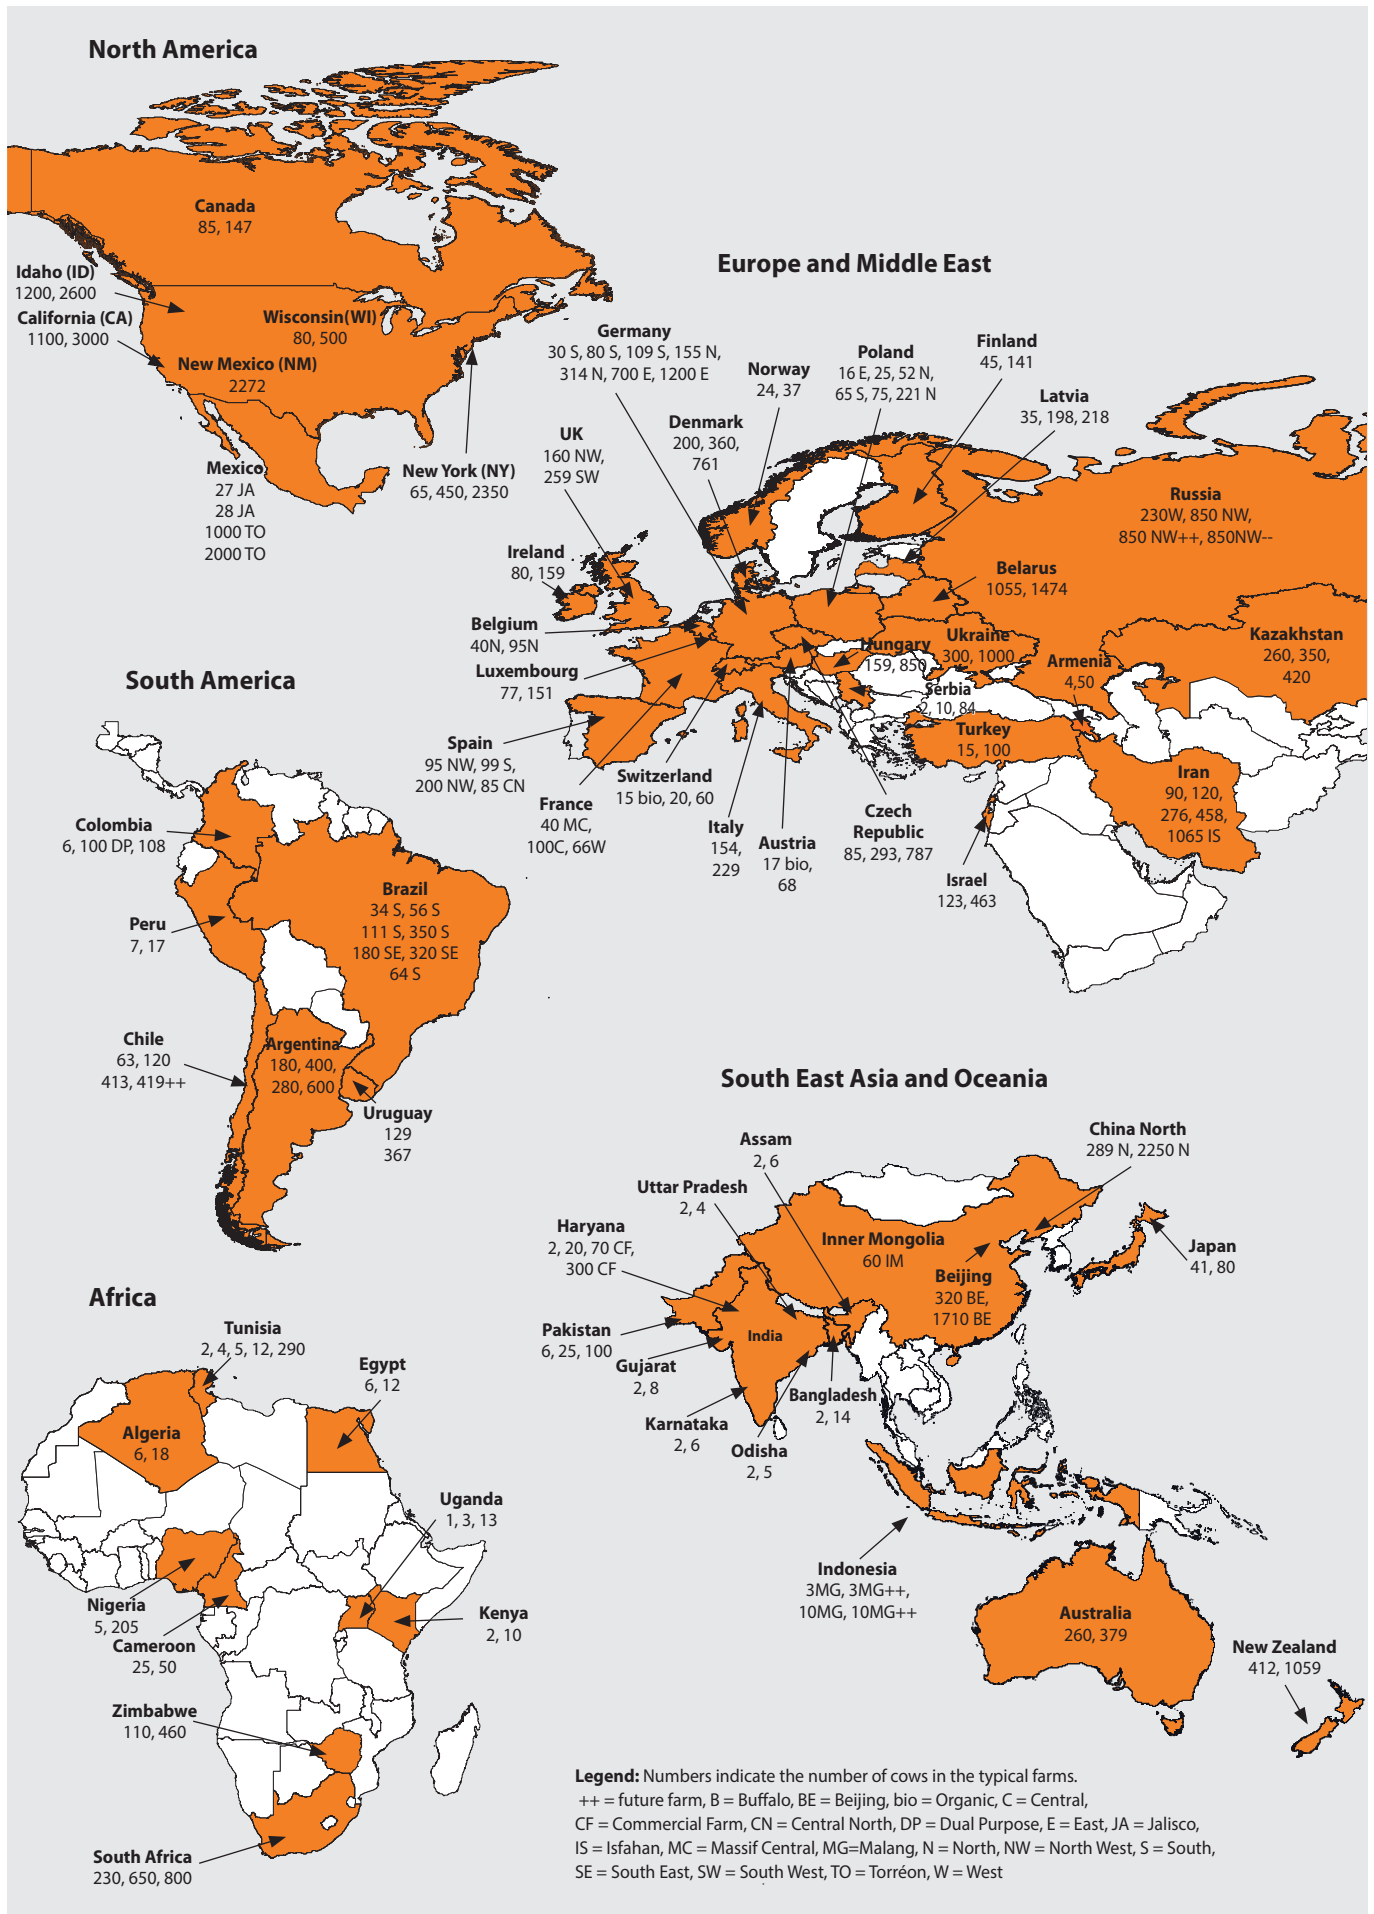 North America
Canada
85, 147
Idaho (ID)
1200, 2600
California (CA)
1100, 3000
Wisconsin(WI)
80, 500
New Mexico (NM)
2272
Mexico
27 JA
28 JA
1000 TO
2000 TO
New York (NY)
65, 450, 2350
Europe and Middle East
Germany
30 S, 80 S, 109 S, 155 N,
314 N, 700 E, 1200 E
Norway
24, 37
Poland
16 E, 25, 52 N,
65 S, 75, 221 N
Finland
45, 141
Latvia
35, 198, 218
Denmark
200, 360,
761
UK
160 NW,
259 SW
Russia
230W, 850 NW,
850 NW++, 850NW--
Ireland
80, 159
Belarus
1055, 1474
Belgium
40N, 95N
Luxembourg
77, 151
Hungary
159, 850
Ukraine
300, 1000
Armenia
4,50
Kazakhstan
260, 350,
420
Serbia
2, 10, 84
Turkey
15, 100
Spain
95 NW, 99 S,
200 NW, 85 CN
Switzerland
15 bio, 20, 60
France
40 MC,
100C, 66W
Italy
154,
229
Austria
17 bio,
68
Czech
Republic
85, 293, 787
Iran
90, 120,
276, 458,
1065 IS
Israel
123, 463
South America
Colombia
6, 100 DP, 108
Peru
7, 17
Brazil
34 S, 56 S
111 S, 350 S
180 SE, 320 SE
64 S
Chile
63, 120
413, 419++
Argentina
180, 400,
280, 600
Uruguay
129
367
South East Asia and Oceania
Assam
2, 6
China North
289 N, 2250 N
Uttar Pradesh
2, 4
Haryana
2, 20, 70 CF,
300 CF
Inner Mongolia
60 IM
Beijing
320 BE,
1710 BE
Japan
41, 80
Pakistan
6, 25, 100
India
Gujarat
2, 8
Bangladesh
2, 14
Karnataka
2, 6
Odisha
2, 5
Indonesia
3MG, 3MG++,
10MG, 10MG++
Australia
260, 379
New Zealand
412, 1059
Africa
Tunisia
2, 4, 5, 12, 290
Egypt
6, 12
Algeria
6, 18
Uganda
1, 3, 13
Nigeria
5, 205
Cameroon
25, 50
Kenya
2, 10
Zimbabwe
110, 460
South Africa
230, 650, 800
Legend: Numbers indicate the number of cows in the typical farms.
++ = future farm, B = Buffalo, BE = Beijing, bio = Organic, C = Central,
CF = Commercial Farm, CN = Central North, DP = Dual Purpose, E = East, JA = Jalisco,
IS = Isfahan, MC = Massif Central, MG=Malang, N = North, NW = North West, S = South,
SE = South East, SW = South West, TO = Torréon, W = West